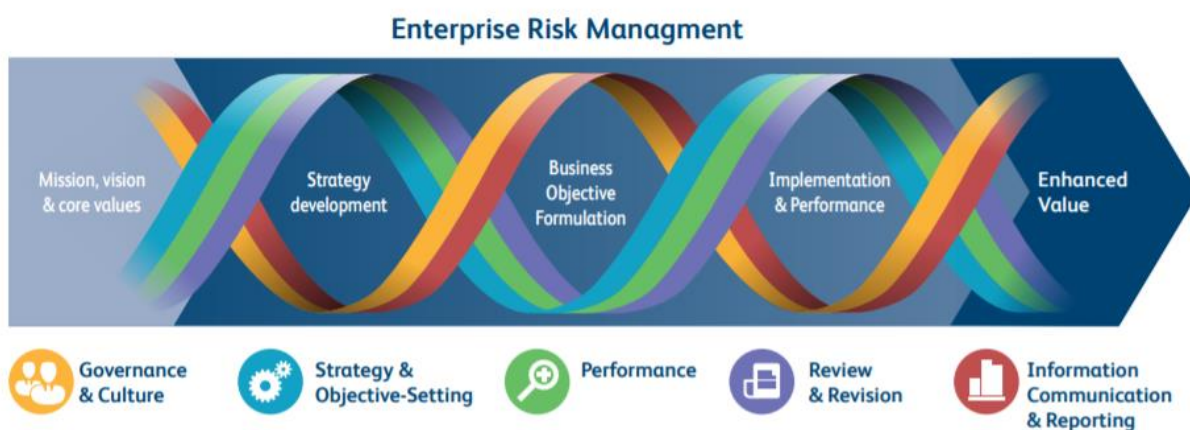 Enterprise Risk Managment
Mission, vision
& core values
Strategy
development
Business
Objective
Formulation
Implementation
& Performance
Enhanced
Value
Governance
& Culture
Strategy &
Objective-Setting
Performance
Review
& Revision
Information
Communication
& Reporting